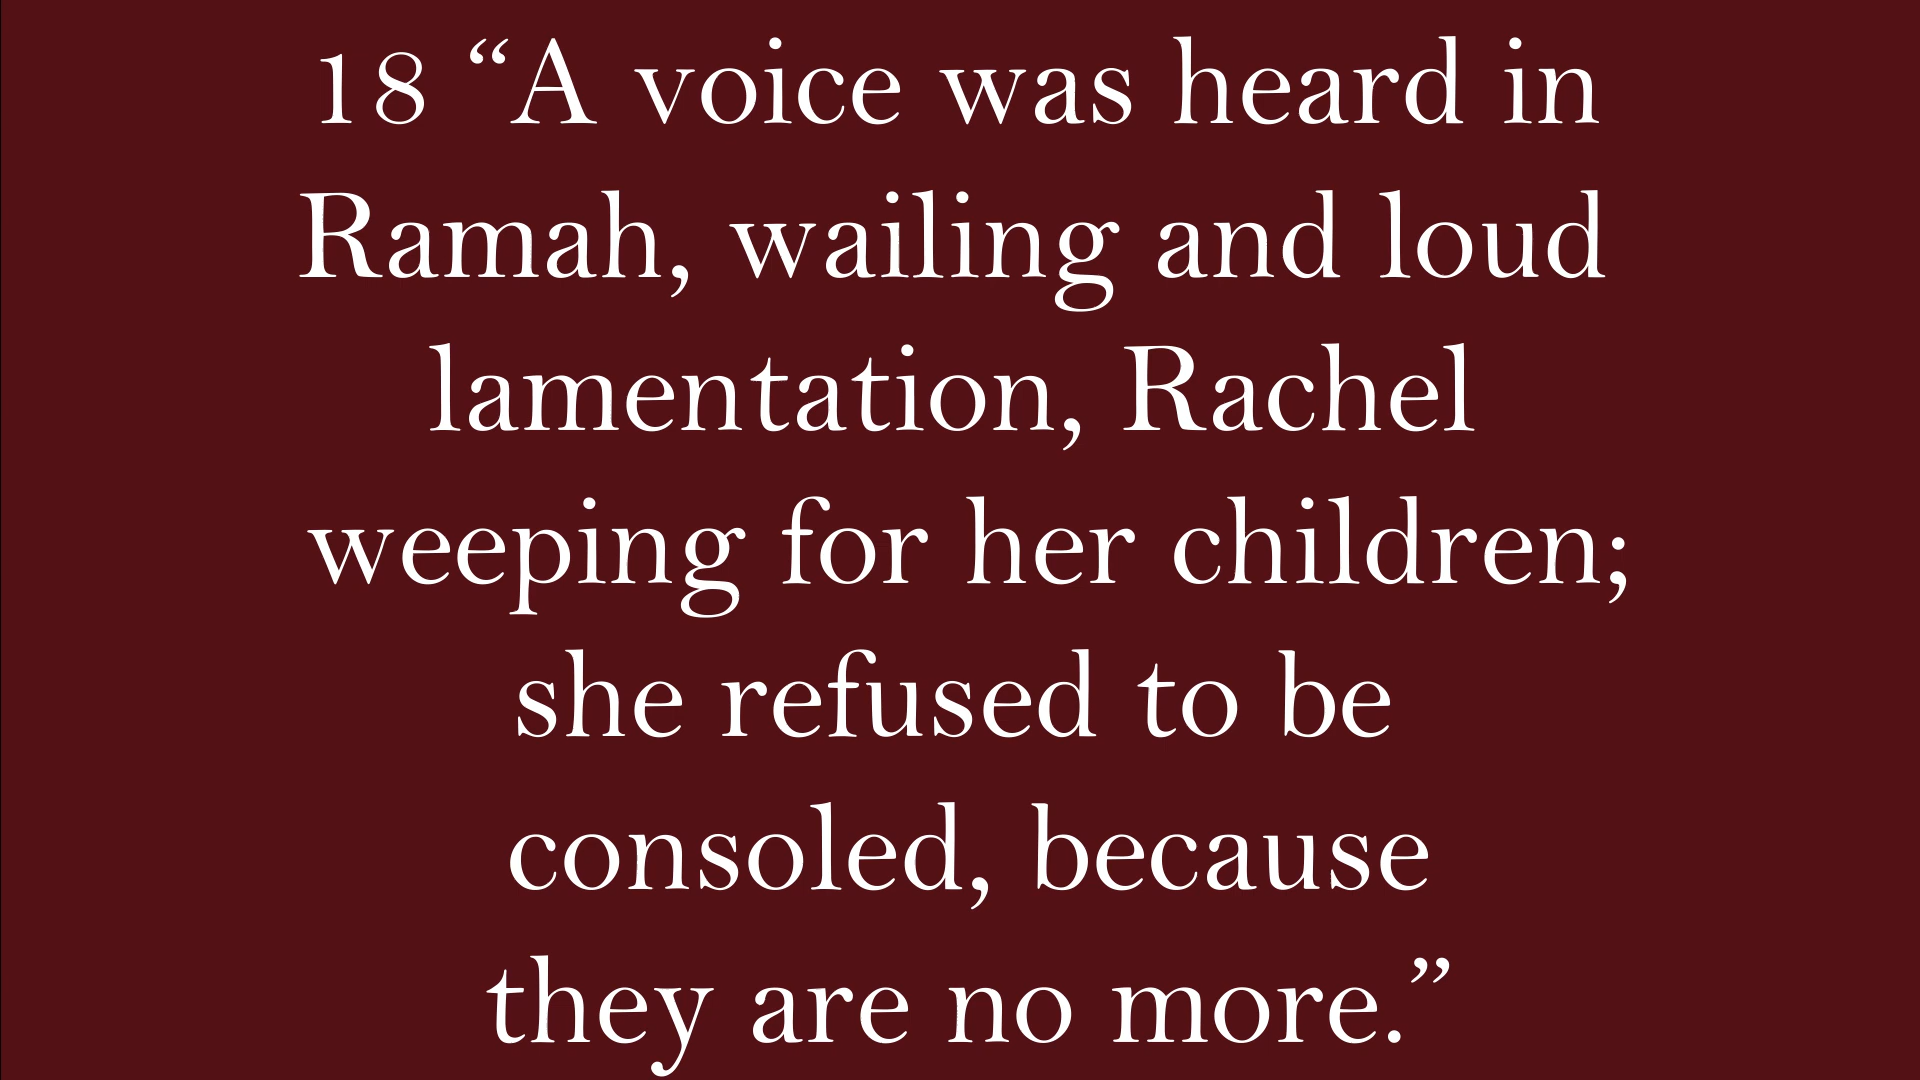 18 “A voice was heard in
Ramah, wailing and loud
lamentation, Rachel
weeping for her children;
she refused to be
consoled, because
they are no more.”